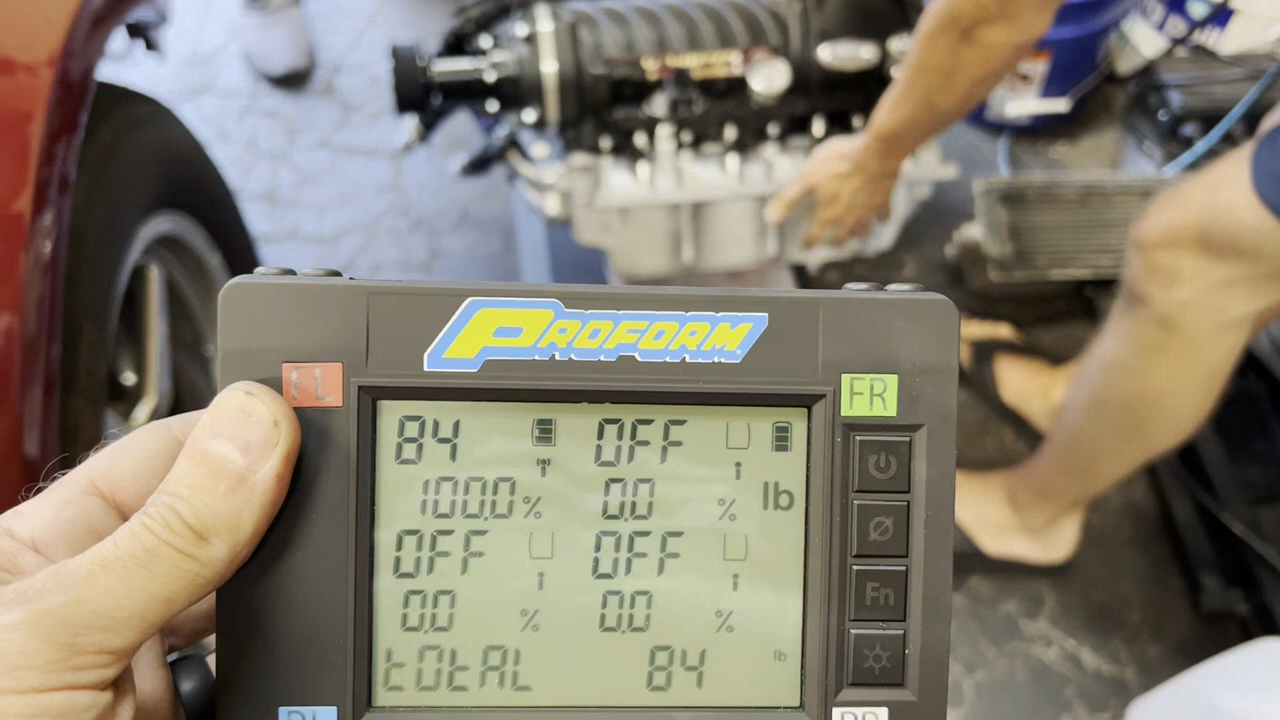 PROFORM
FL
FR
84 OFF
100.0 % 0.0 % lb
OFF OFF
0.0 % 0.0 %
Fn
totAL 84 lb